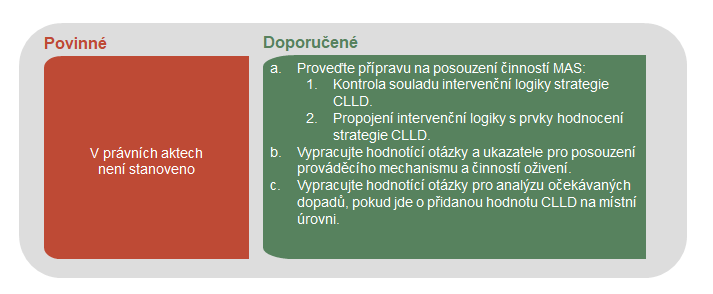 Povinné
V právních aktech
není stanoveno
Doporučené
a. Proveďte přípravu na posouzení činností MAS:
1. Kontrola souladu intervenční logiky strategie
CLLD.
2. Propojení intervenční logiky s prvky hodnocení
strategie CLLD.
b. Vypracujte hodnotící otázky a ukazatele pro posouzení
prováděcího mechanismu a činností oživení.
c. Vypracujte hodnotící otázky pro analýzu očekávaných
dopadů, pokud jde o přidanou hodnotu CLLD na místní
úrovni.